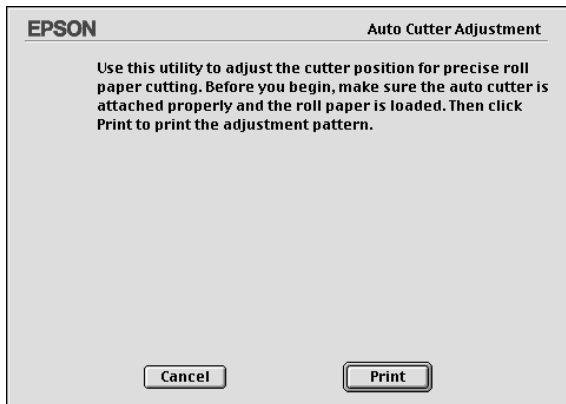 EPSON
Auto Cutter Adjustment
Use this utility to adjust the cutter position for precise roll
paper cutting. Before you begin, make sure the auto cutter is
attached properly and the roll paper is loaded. Then click
Print to print the adjustment pattern.
Cancel
Print